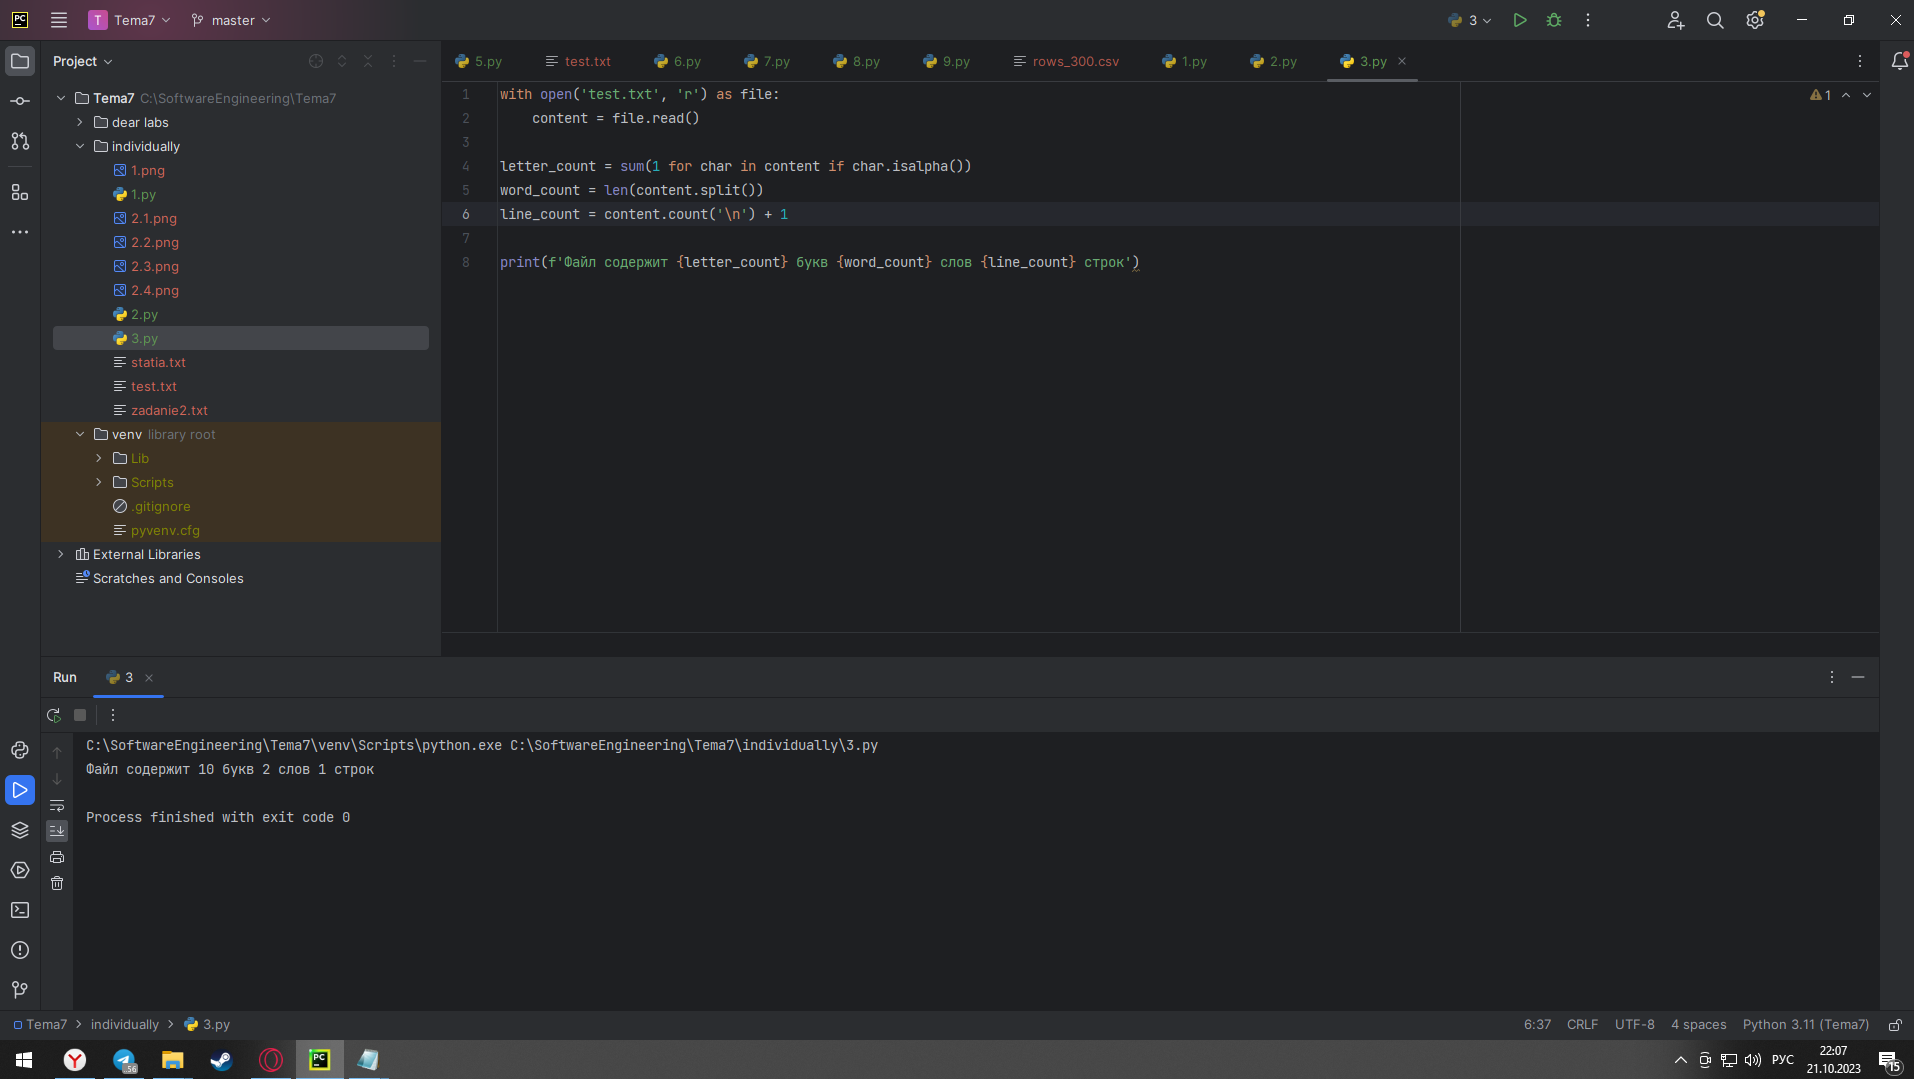 PC
T Tema7
master
3
Project
5.py
test.txt
6.py
7.py
8.py
9.py
rows_300.csv
1.py
2.py
3.py
Tema7 C:\SoftwareEngineering\Tema7
dear labs
individually
1.png
1.py
2.1.png
2.2.png
2.3.png
2.4.png
2.py
3.py
statia.txt
test.txt
zadanie2.txt
venv library root
Lib
Scripts
.gitignore
pyvenv.cfg
External Libraries
Scratches and Consoles
1 with open('test.txt', 'r') as file:
2     content = file.read()
3
4 letter_count = sum(1 for char in content if char.isalpha())
5 word_count = len(content.split())
6 line_count = content.count('\n') + 1
7
8 print(f'Файл содержит {letter_count} букв {word_count} слов {line_count} строк')
1
Run
3
C:\SoftwareEngineering\Tema7\venv\Scripts\python.exe C:\SoftwareEngineering\Tema7\individually\3.py
Файл содержит 10 букв 2 слов 1 строк
Process finished with exit code 0
Tema7 > individually > 3.py
6:37 CRLF UTF-8 4 spaces Python 3.11 (Tema7)
Y
56
PC
РУС
22:07
21.10.2023
15